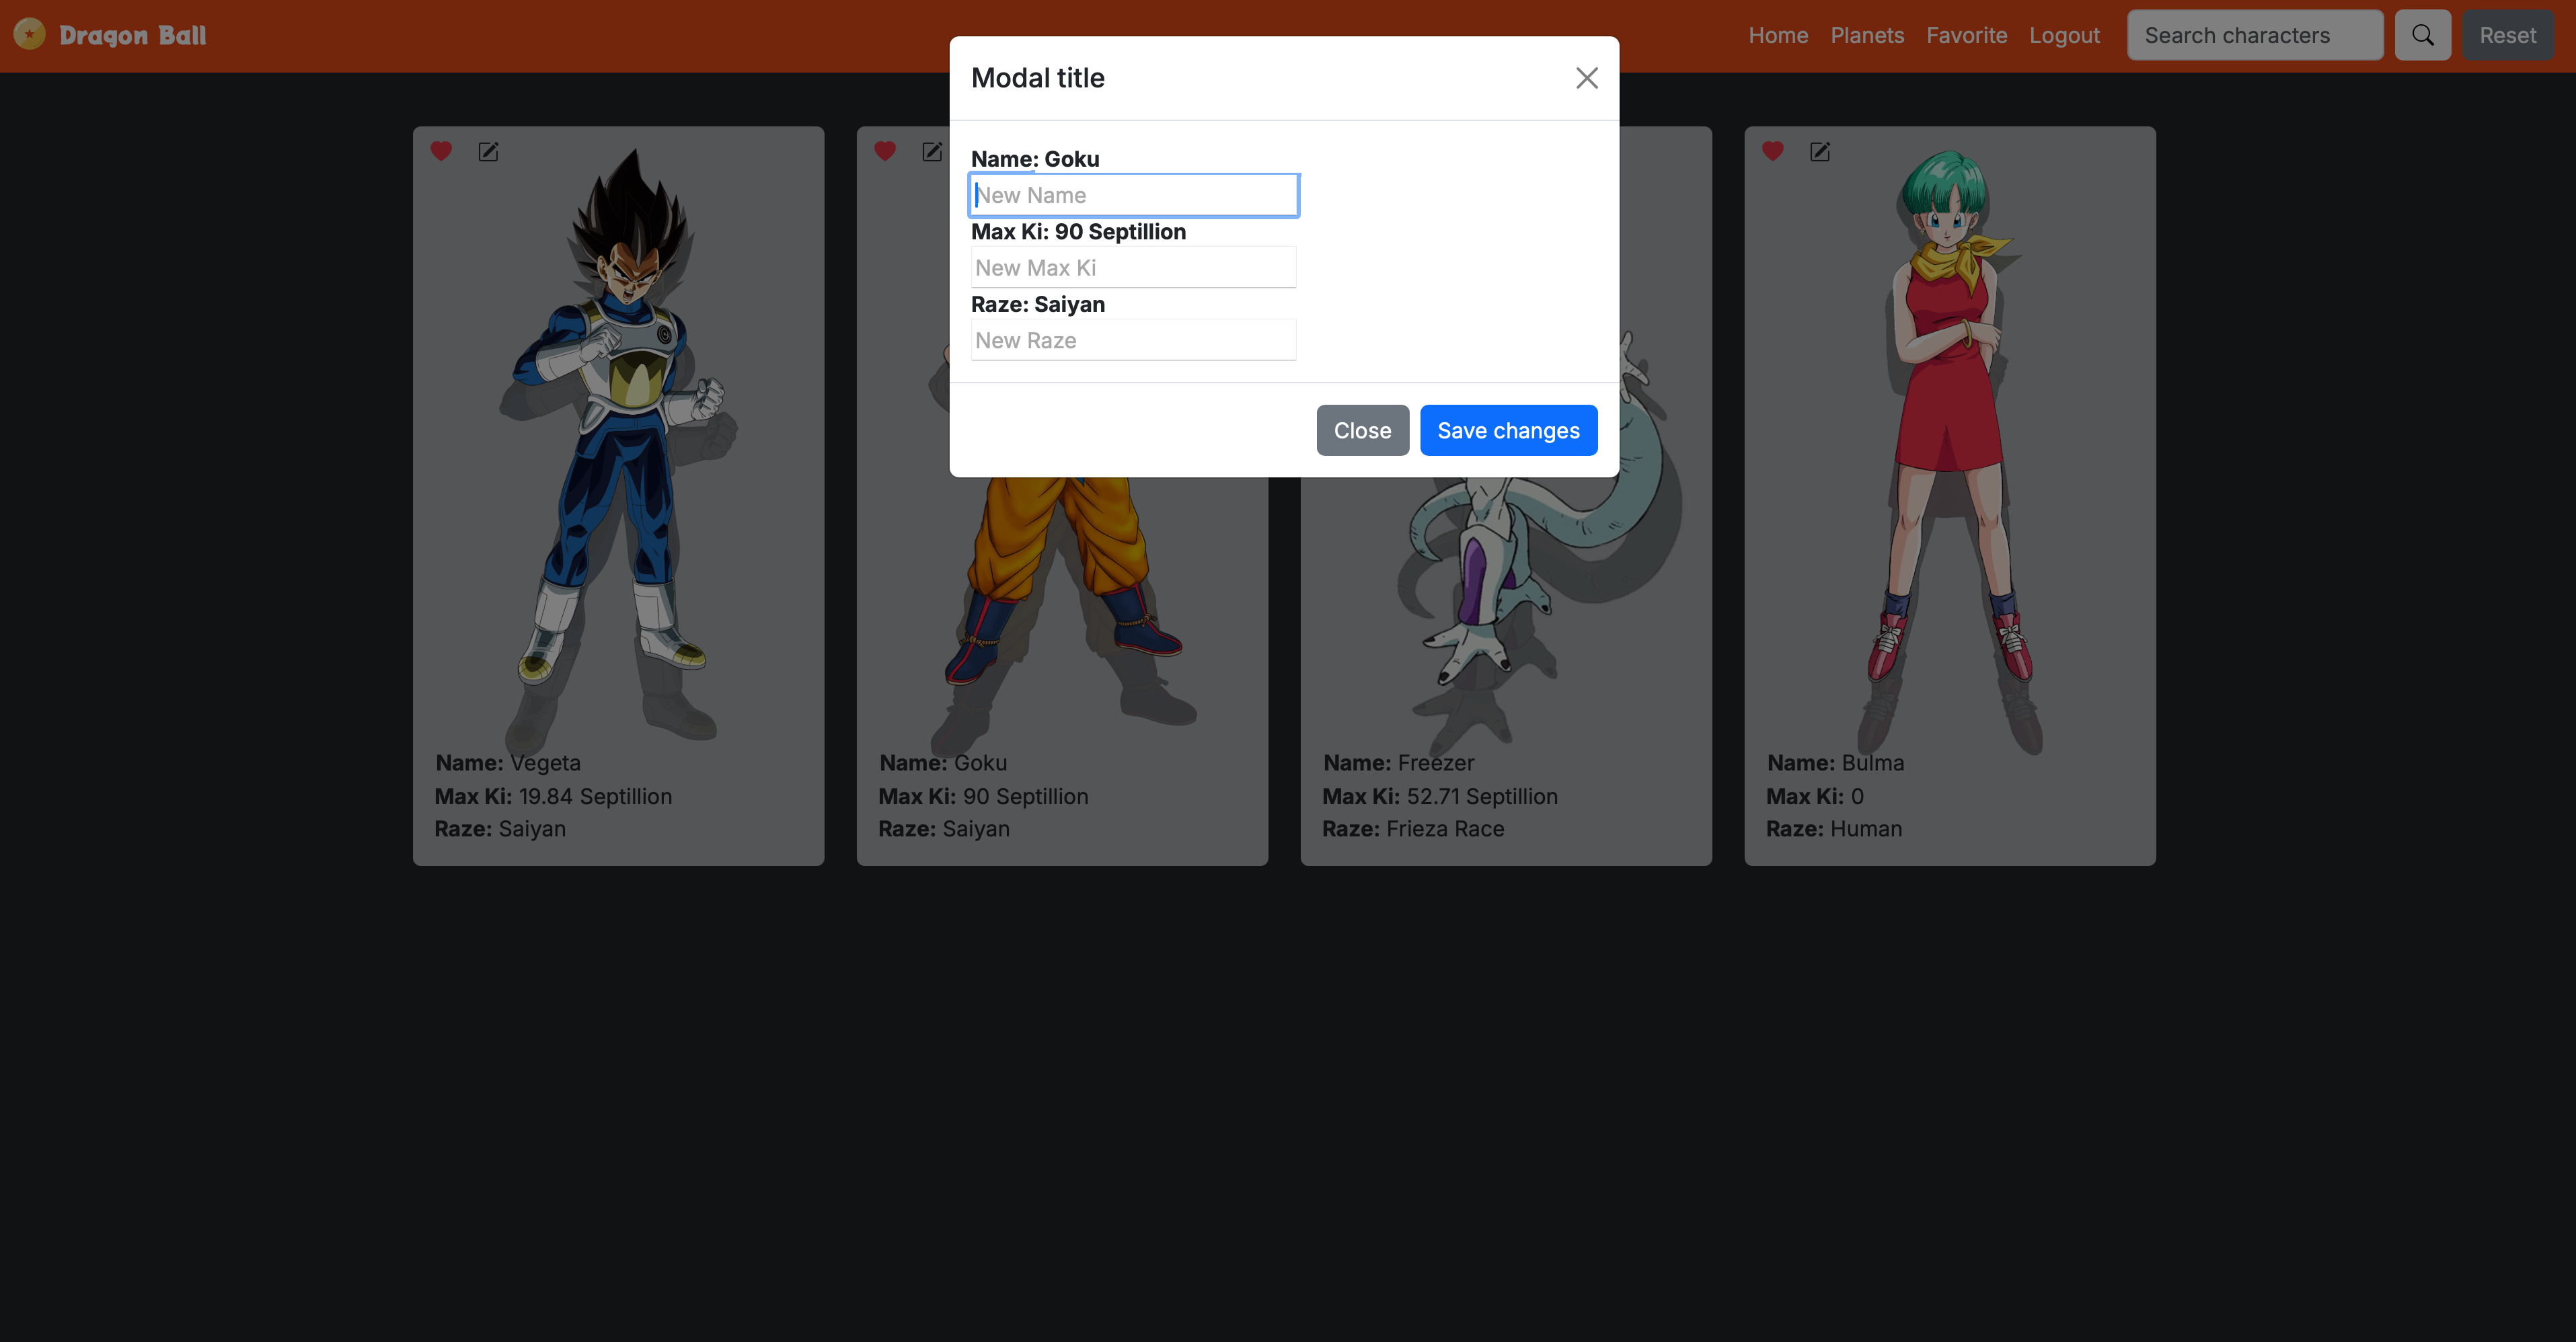 Dragon Ball
Home Planets Favorite Logout Search characters Reset
Modal title
Name: Goku
New Name
Max Ki: 90 Septillion
New Max Ki
Raze: Saiyan
New Raze
Close Save changes
Name: Vegeta
Max Ki: 19.84 Septillion
Raze: Saiyan
Name: Goku
Max Ki: 90 Septillion
Raze: Saiyan
Name: Freezer
Max Ki: 52.71 Septillion
Raze: Frieza Race
Name: Bulma
Max Ki: 0
Raze: Human